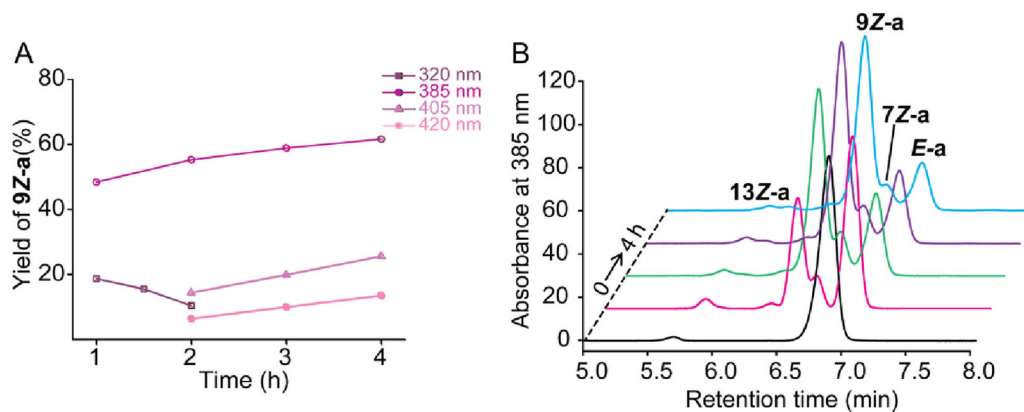 A
Yield of 9Z-a(%)
80
60
40
20
1 2 3 4
Time (h)
320 nm
385 nm
405 nm
420 nm
B
Absorbance at 385 nm
120
100
80
60
40
20
0
0 → 4 h
13Z-a
9Z-a
7Z-a
E-a
5.0 5.5 6.0 6.5 7.0 7.5 8.0
Retention time (min)